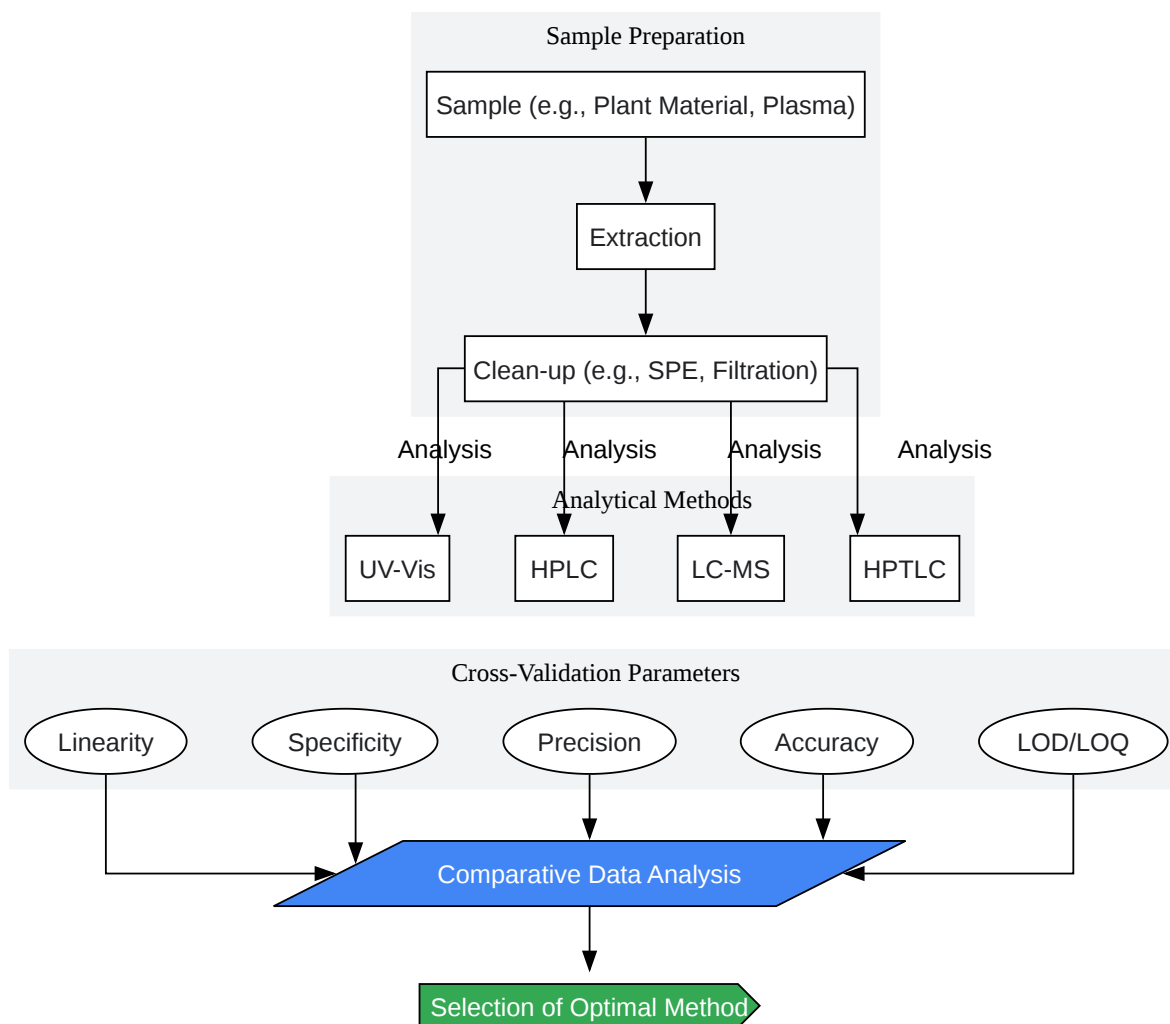 Sample Preparation
Sample (e.g., Plant Material, Plasma)
Extraction
Clean-up (e.g., SPE, Filtration)
Analysis
Analysis
Analysis
Analysis
Analytical Methods
UV-Vis
HPLC
LC-MS
HPTLC
Cross-Validation Parameters
Linearity
Specificity
Precision
Accuracy
LOD/LOQ
Comparative Data Analysis
Selection of Optimal Method